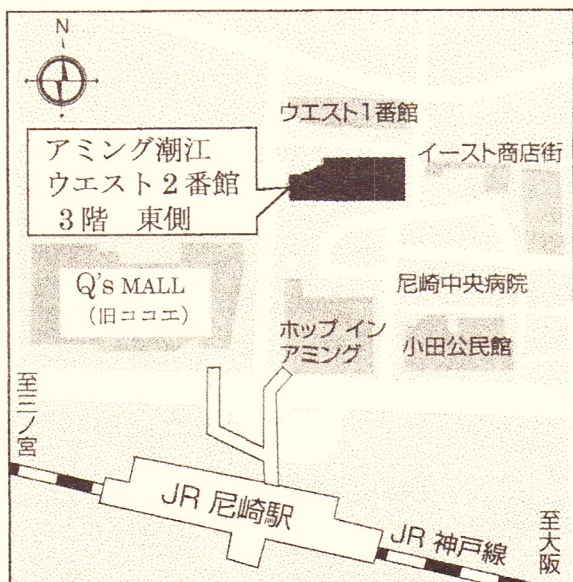 N
ウエスト1番館
イースト商店街
アミング潮江
ウエスト2番館
3階 東側
Q's MALL
(旧ココエ)
尼崎中央病院
ホップ イン
アミング
小田公民館
至三ノ宮
JR 尼崎駅
JR 神戸線
至大阪